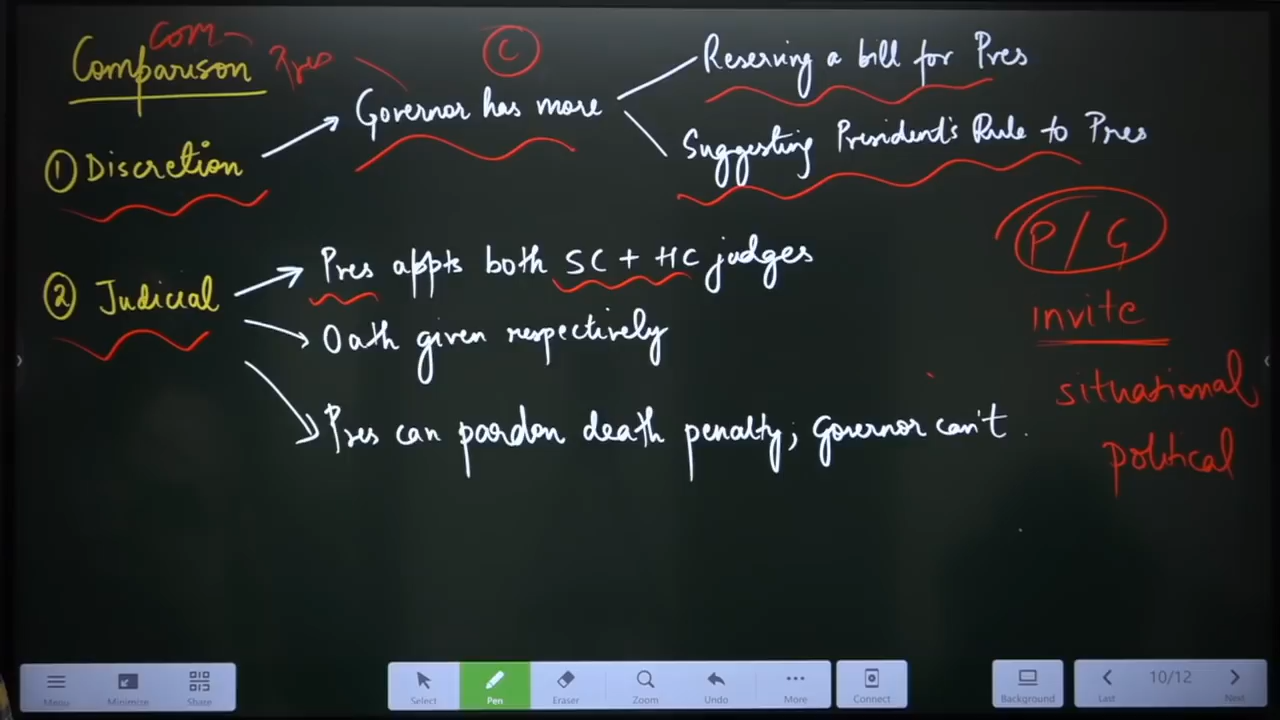 Com-
Comparison
Pres
C
Governor has more
Reserving a bill for Pres
Suggesting President's Rule to Pres
① Discretion
P/G
invite
situational,
political
② Judicial
Pres appts both SC + HC judges
Oath given respectively
Pres can pardon death penalty; Governor can't.
Menu
Minimize
Share
Select
Pen
Eraser
Zoom
Undo
More
Connect
Background
Last
10/12
Next